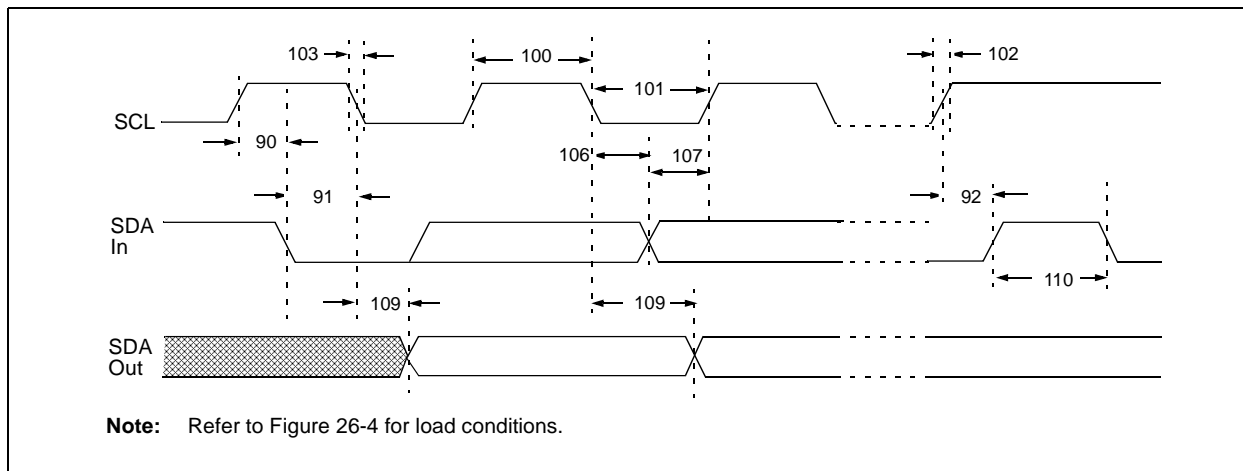 103
100
102
101
SCL
90
106
107
91
92
SDA
In
109
109
110
SDA
Out
Note: Refer to Figure 26-4 for load conditions.